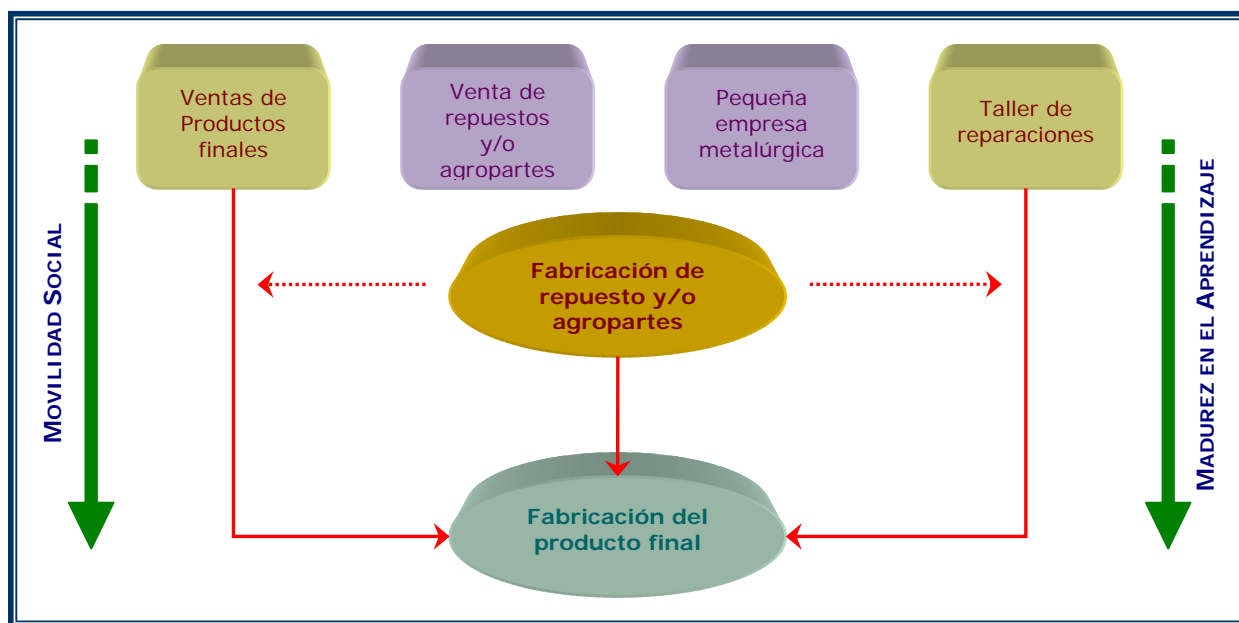 Ventas de
Productos
finales
Venta de
repuestos
y/o
agropartes
Pequeña
empresa
metalúrgica
Taller de
reparaciones
MOVILIDAD SOCIAL
Fabricación de
repuesto y/o
agropartes
MADUREZ EN EL APRENDIZAJE
Fabricación del
producto final